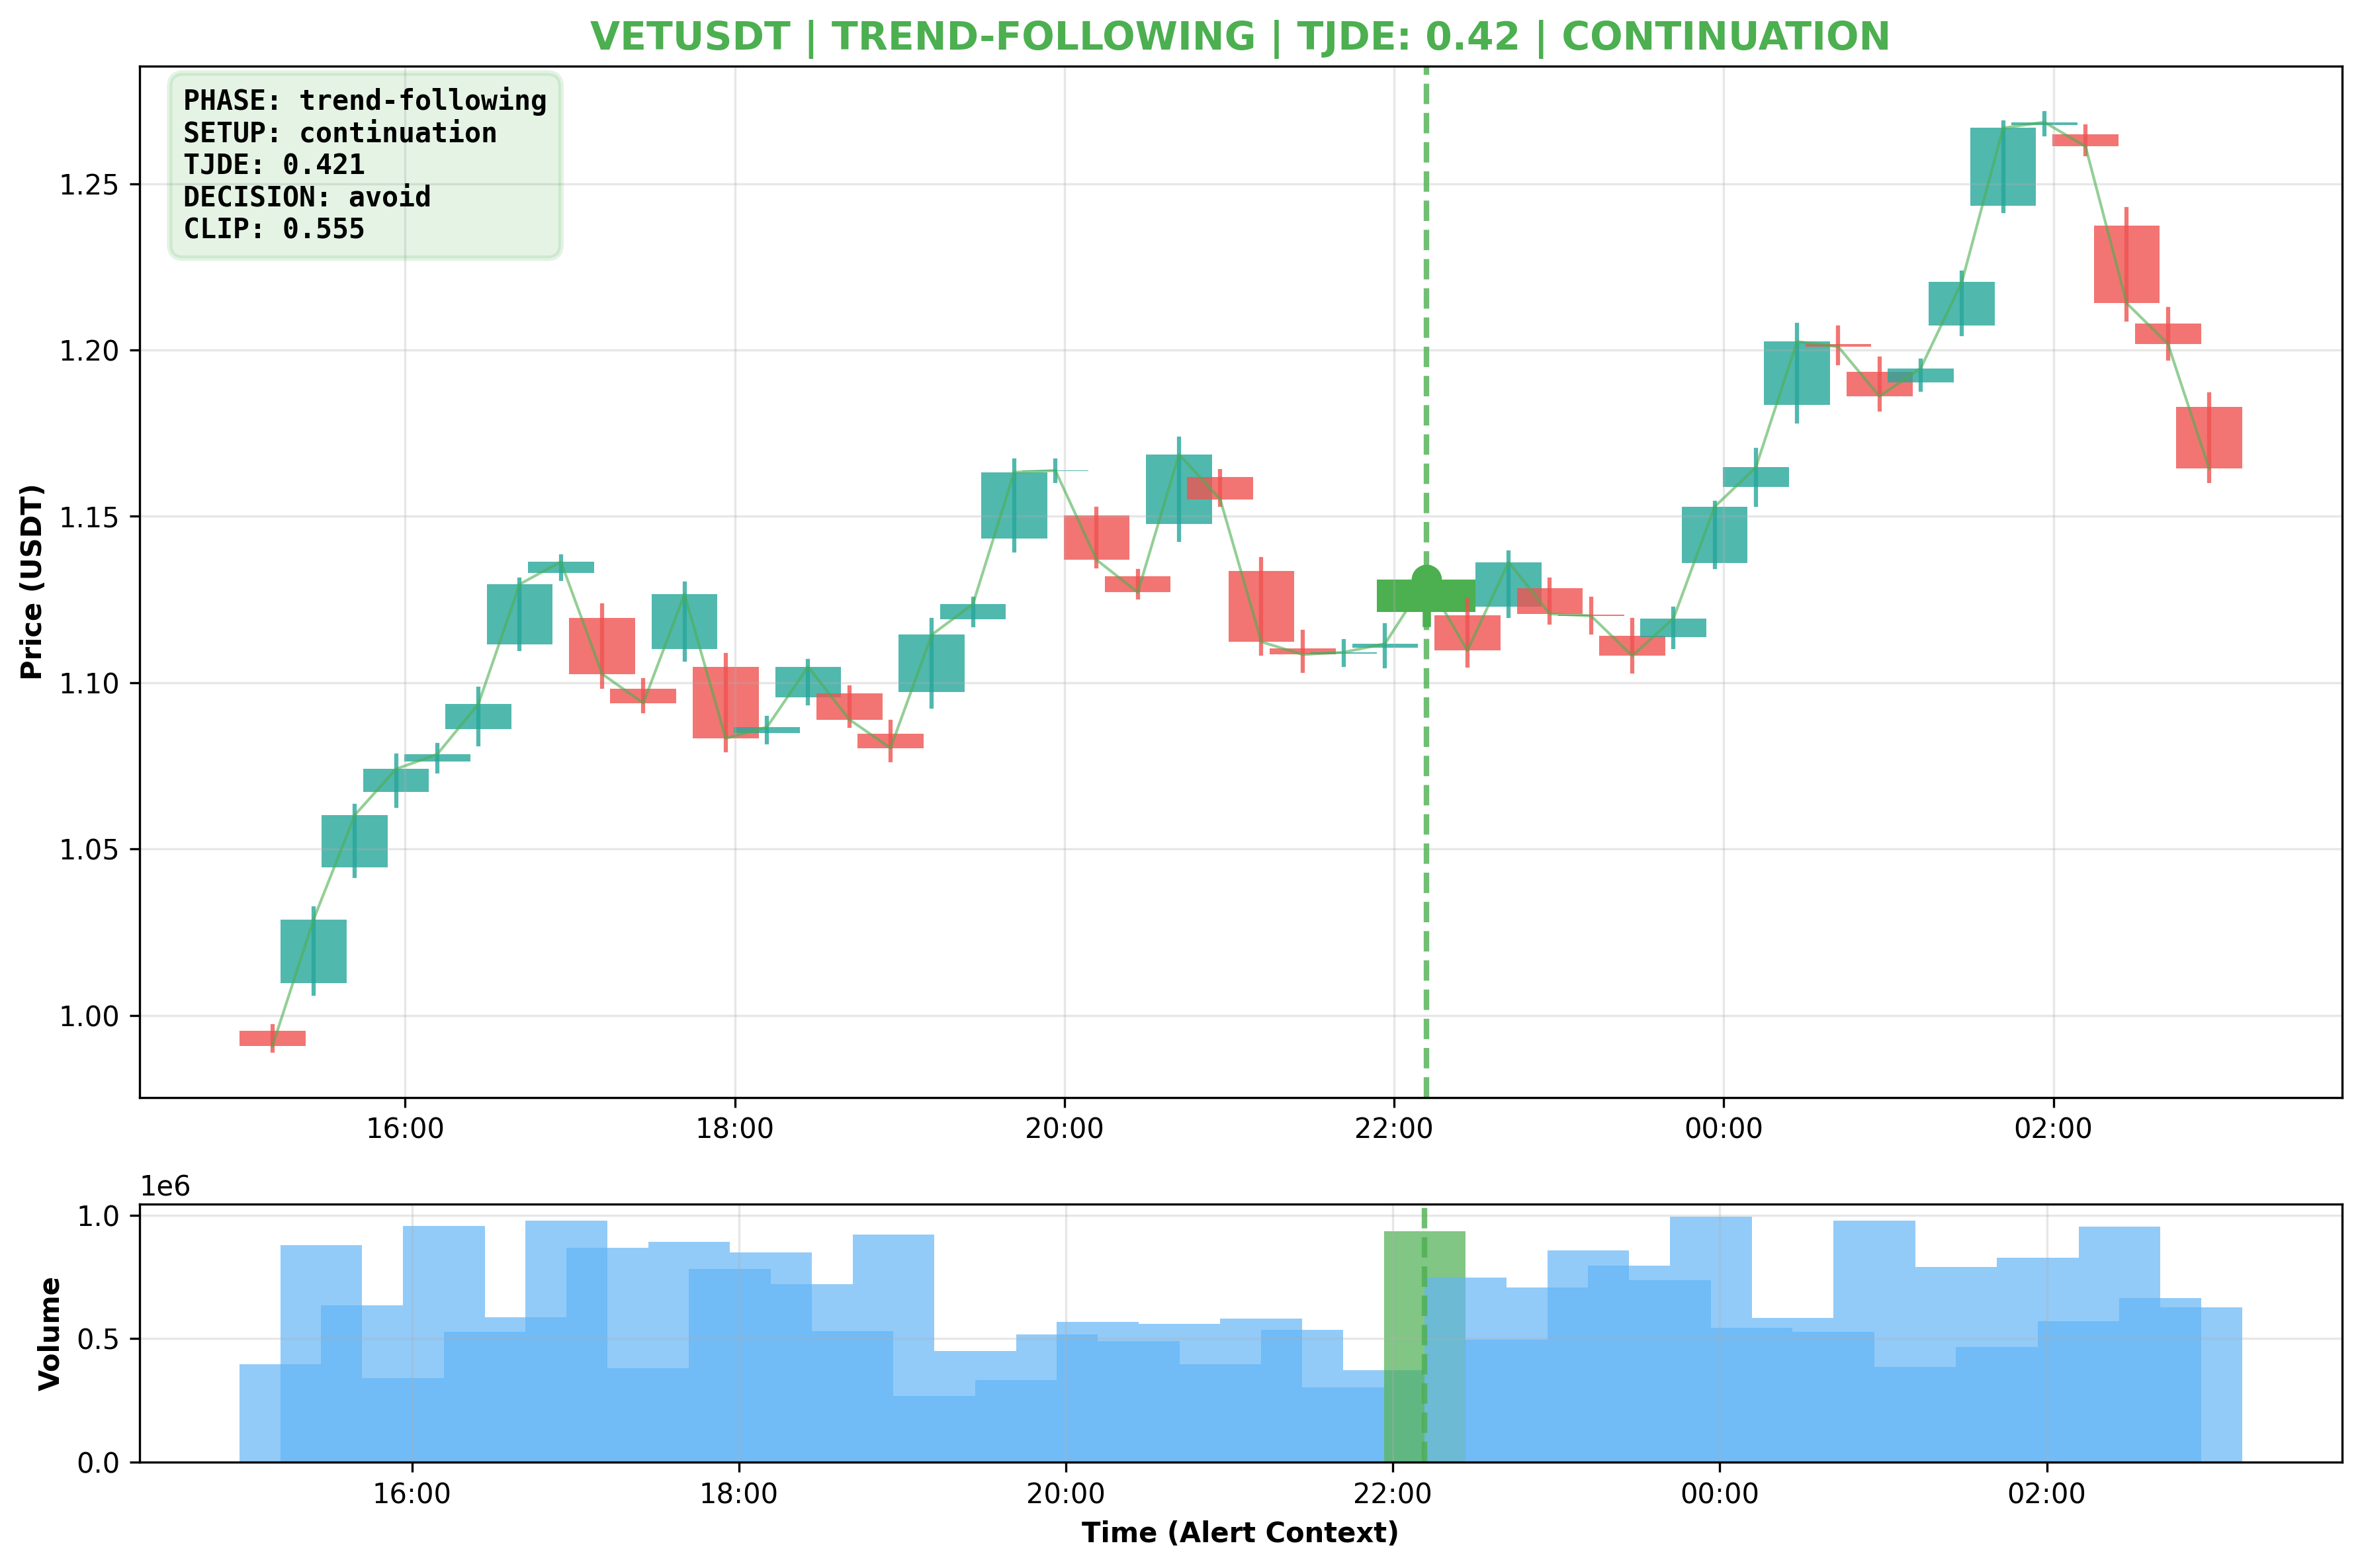 VETUSDT | TREND-FOLLOWING | TJDE: 0.42 | CONTINUATION
PHASE: trend-following
SETUP: continuation
TJDE: 0.421
DECISION: avoid
CLIP: 0.555
Price (USDT)
1.25
1.20
1.15
1.10
1.05
1.00
16:00 18:00 20:00 22:00 00:00 02:00
1e6
Volume
1.0
0.5
0.0
16:00 18:00 20:00 22:00 00:00 02:00
Time (Alert Context)